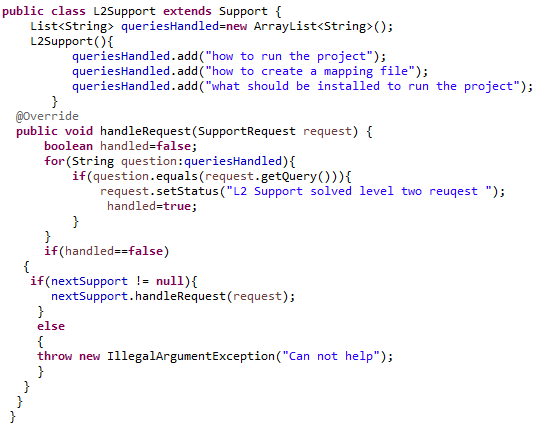 public class L2Support extends Support {
List<String> queriesHandled=new ArrayList<String>();
L2Support(){
queriesHandled.add("how to run the project");
queriesHandled.add("how to create a mapping file");
queriesHandled.add("what should be installed to run the project");
}
@Override
public void handleRequest(SupportRequest request) {
boolean handled=false;
for(String question:queriesHandled){
if(question.equals(request.getQuery())){
request.setStatus("L2 Support solved level two reuqest ");
handled=true;
}
}
if(handled==false)
{
if(nextSupport != null){
nextSupport.handleRequest(request);
}
else
{
throw new IllegalArgumentException("Can not help");
}
}
}
}